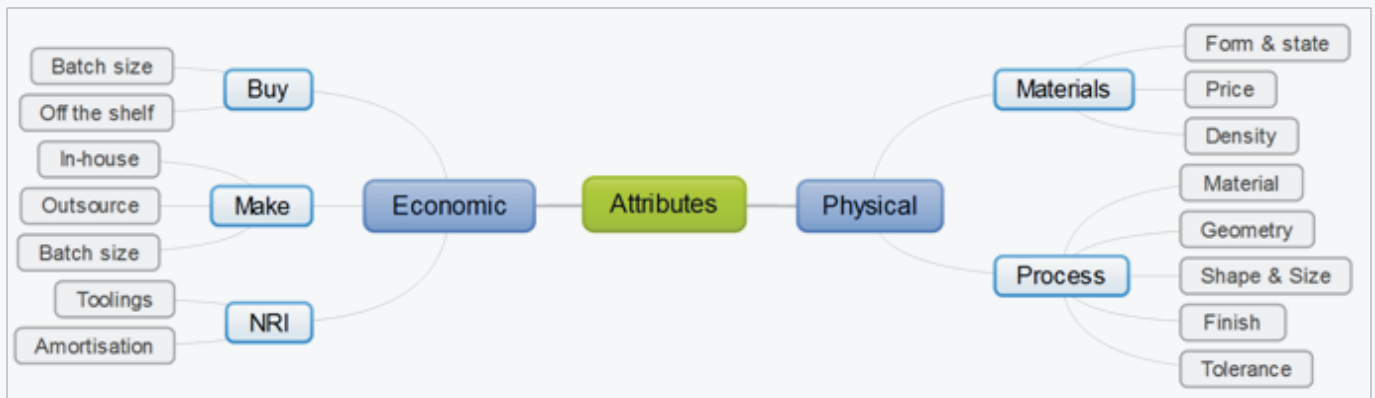 Batch size
Off the shelf
Buy
In-house
Outsource
Batch size
Make
Toolings
Amortisation
NRI
Economic
Attributes
Physical
Materials
Form & state
Price
Density
Process
Material
Geometry
Shape & Size
Finish
Tolerance